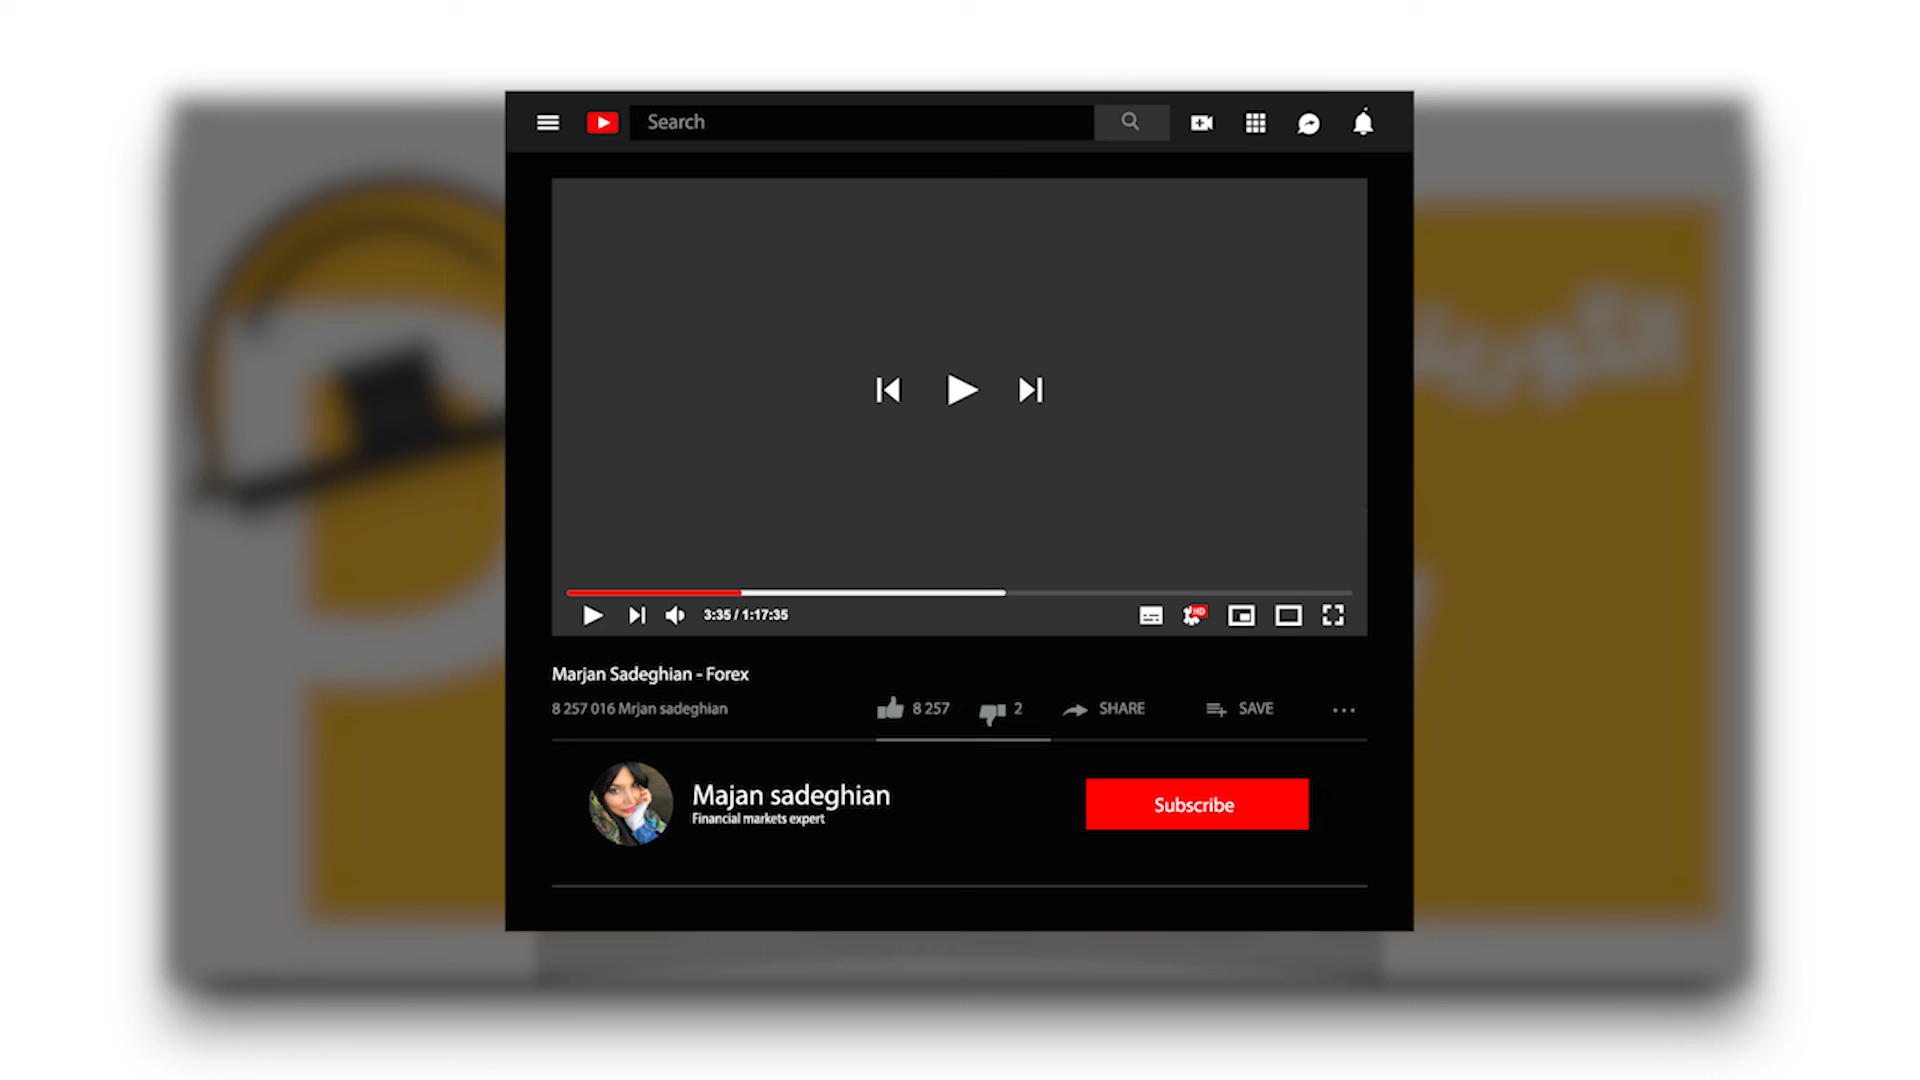 Search
HD
3:35 / 1:17:35
Marjan Sadeghian - Forex
8 257 016 Mrjan sadeghian
8 257
2
SHARE
SAVE
Majan sadeghian
Financial markets expert
Subscribe